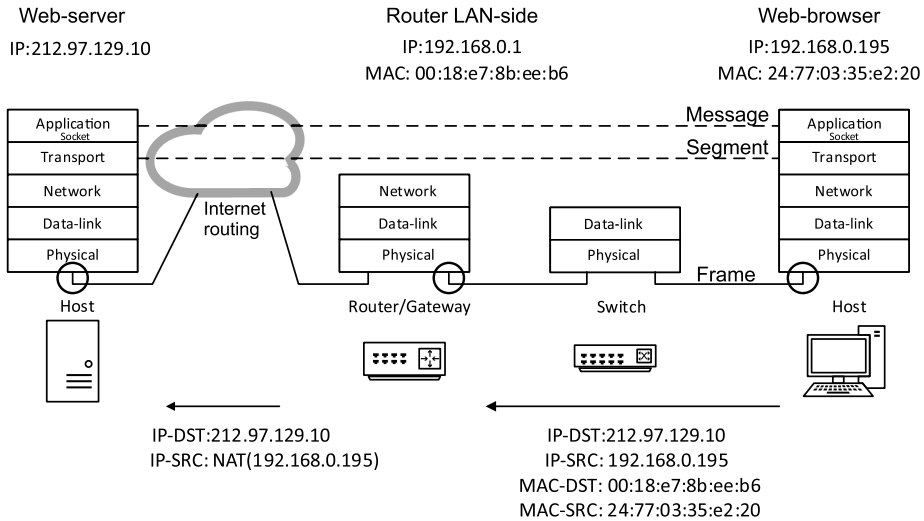 Web-server
Router LAN-side
Web-browser
IP:212.97.129.10
IP:192.168.0.1
MAC: 00:18:e7:8b:ee:b6
IP:192.168.0.195
MAC: 24:77:03:35:e2:20
Application
Socket
Transport
Network
Data-link
Physical
Host
Internet
routing
Network
Data-link
Physical
Router/Gateway
Data-link
Physical
Switch
Message
Segment
Frame
Application
Socket
Transport
Network
Data-link
Physical
Host
IP-DST:212.97.129.10
IP-SRC: NAT(192.168.0.195)
IP-DST:212.97.129.10
IP-SRC: 192.168.0.195
MAC-DST: 00:18:e7:8b:ee:b6
MAC-SRC: 24:77:03:35:e2:20